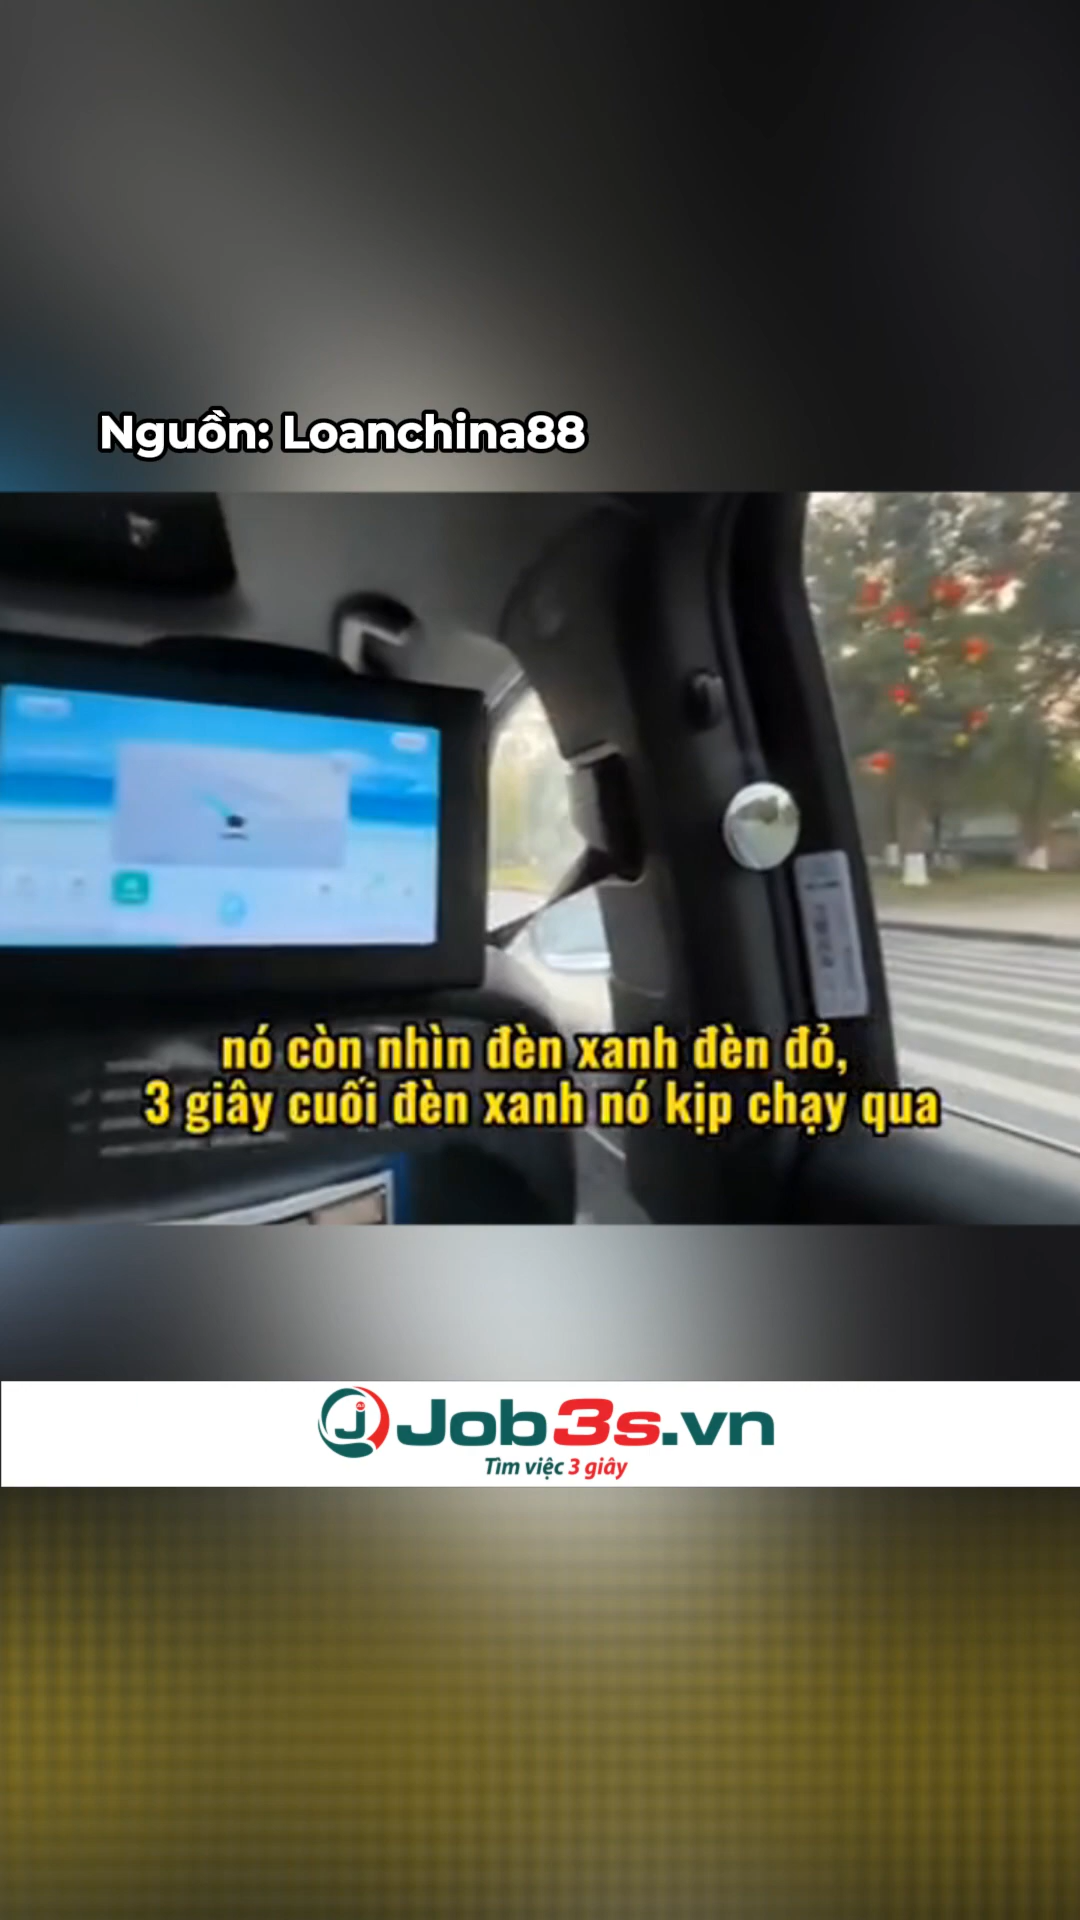 Nguồn: Loanchina88
nó còn nhìn đèn xanh đèn đỏ,
3 giây cuối đèn xanh nó kịp chạy qua
Job3s.vn
Tìm việc 3 giây